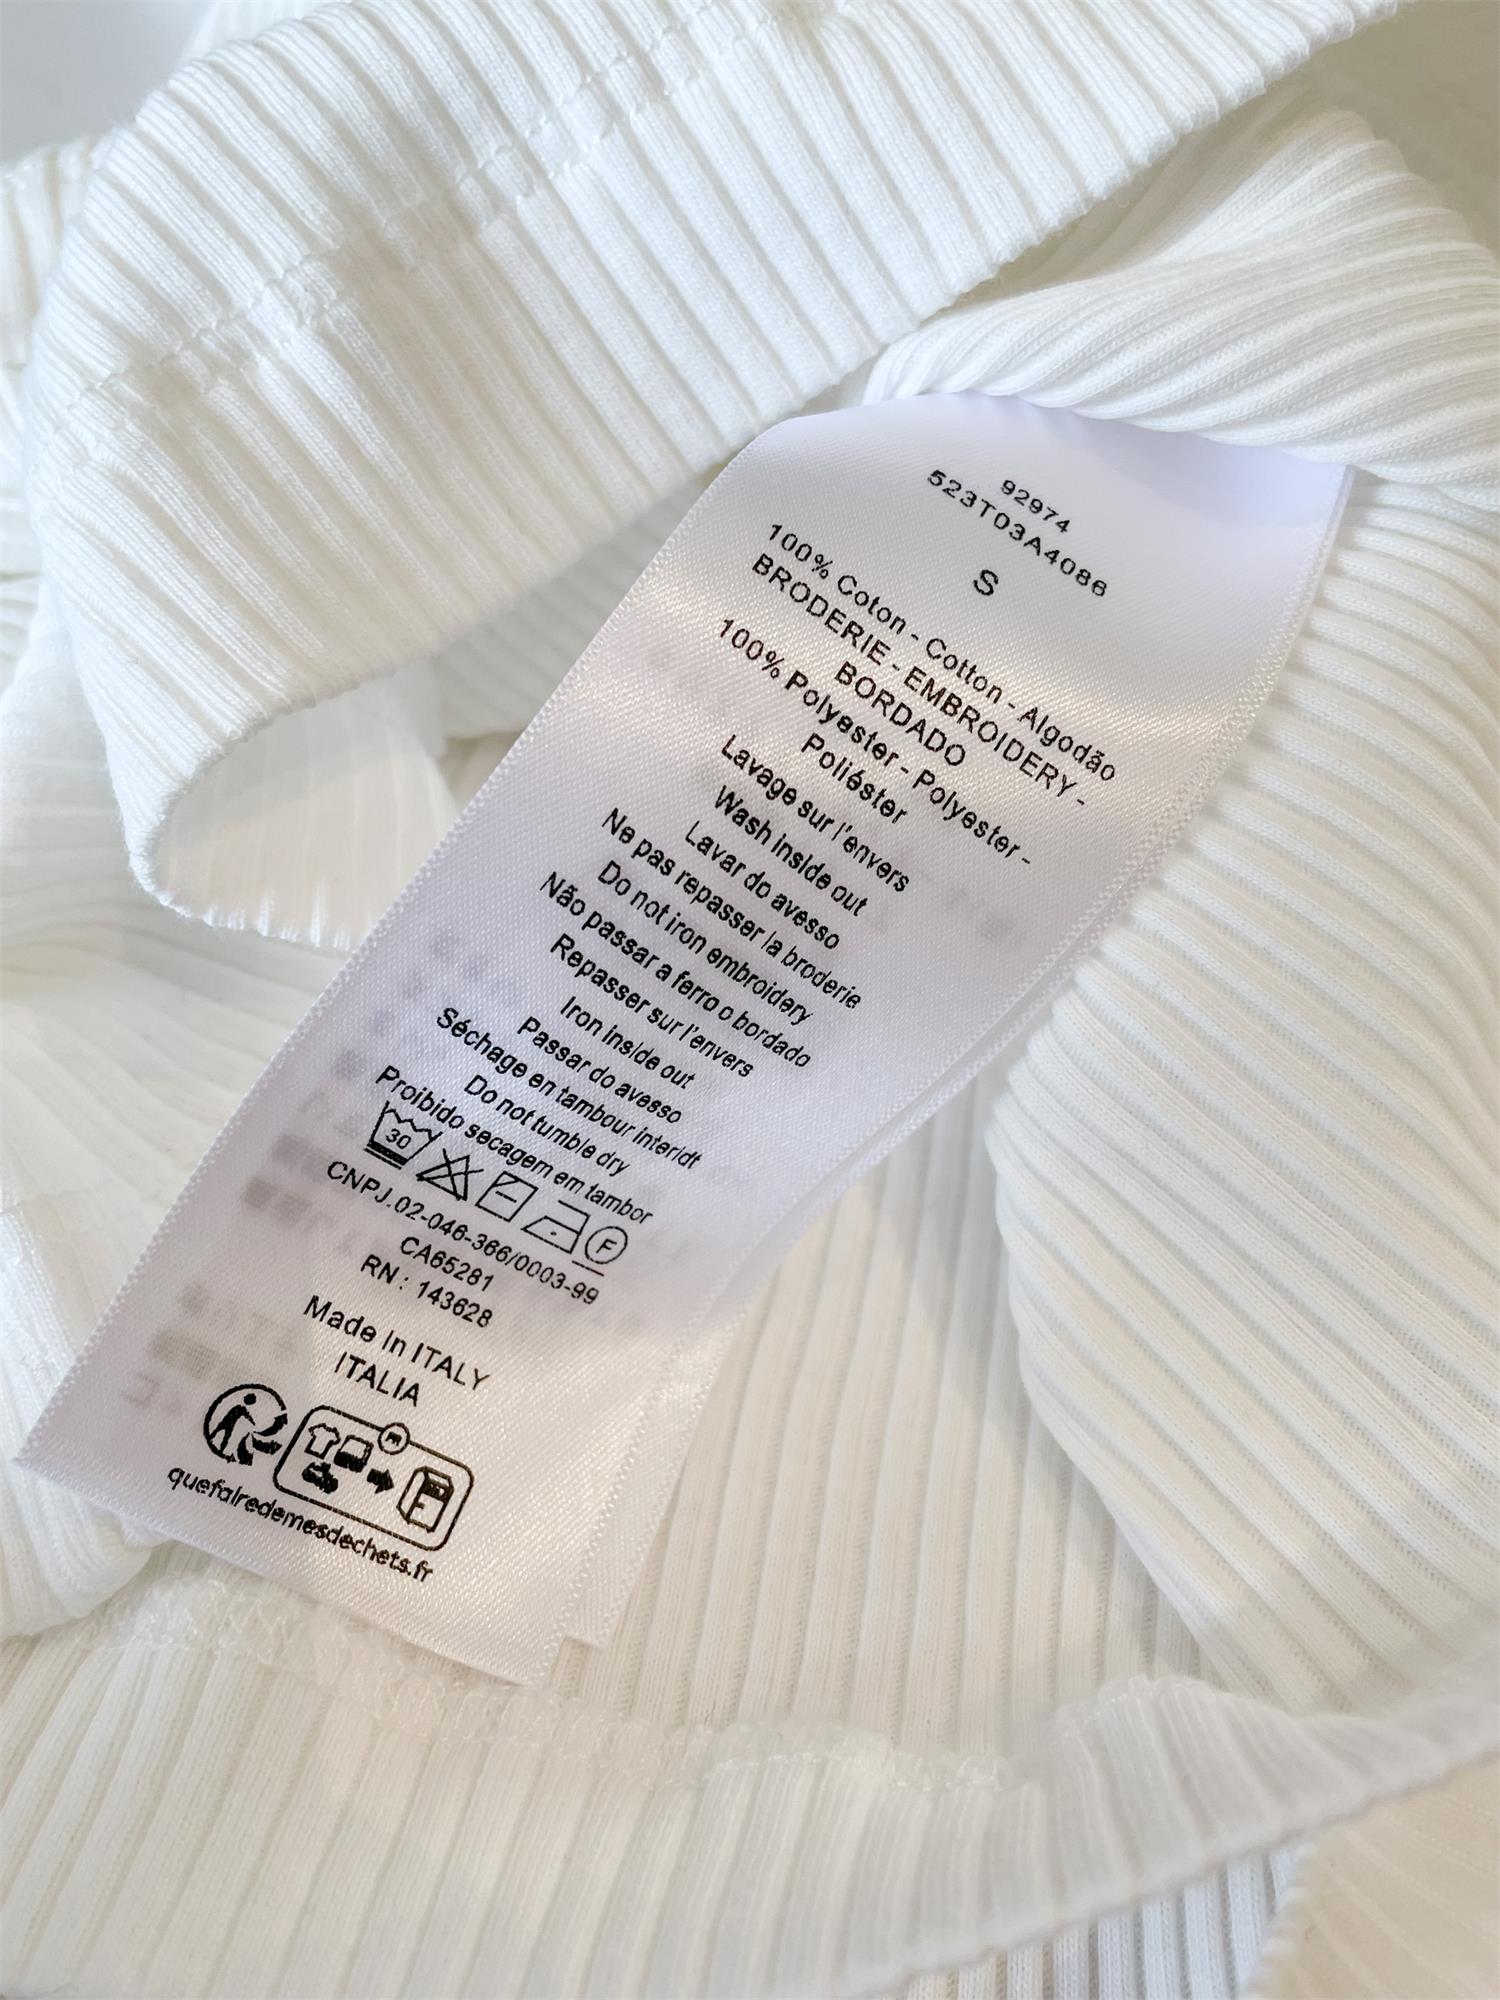 92974
523T03A4086
S
100% Coton - Cotton - Algodão
BRODERIE - EMBROIDERY -
BORDADO
100% Polyester - Polyester -
Poliéster
Lavage sur l'envers
Wash inside out
Lavar do avesso
Ne pas repasser la broderie
Do not iron embroidery
Não passar a ferro o bordado
Repasser sur l'envers
Iron inside out
Passar do avesso
Séchage en tambour interidt
Do not tumble dry
Proibido secagem em tambor
30
F
CNPJ.02-046-366/0003-99
CA65281
RN : 143628
Made in ITALY
ITALIA
FR
quefairedemesdechets.fr